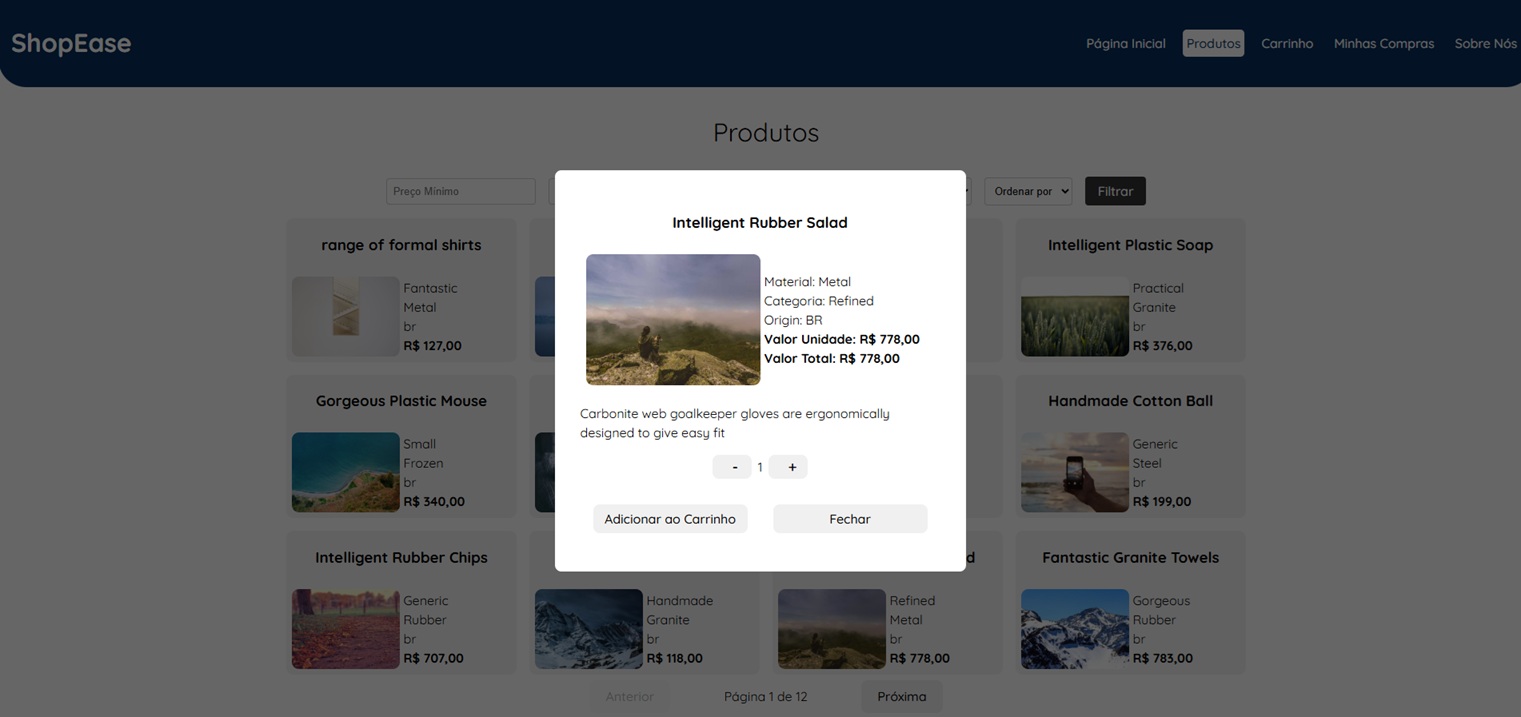 ShopEase
Página Inicial
Produtos
Carrinho
Minhas Compras
Sobre Nós
Produtos
Preço Mínimo
Ordenar por
Filtrar
range of formal shirts
Fantastic
Metal
br
R$ 127,00
Intelligent Plastic Soap
Practical
Granite
br
R$ 376,00
Intelligent Rubber Salad
Material: Metal
Categoria: Refined
Origin: BR
Valor Unidade: R$ 778,00
Valor Total: R$ 778,00
Carbonite web goalkeeper gloves are ergonomically
designed to give easy fit
- 1 +
Adicionar ao Carrinho
Fechar
Gorgeous Plastic Mouse
Small
Frozen
br
R$ 340,00
Handmade Cotton Ball
Generic
Steel
br
R$ 199,00
Intelligent Rubber Chips
Generic
Rubber
br
R$ 707,00
Handmade
Granite
br
R$ 118,00
d
Refined
Metal
br
R$ 778,00
Fantastic Granite Towels
Gorgeous
Rubber
br
R$ 783,00
Anterior
Página 1 de 12
Próxima